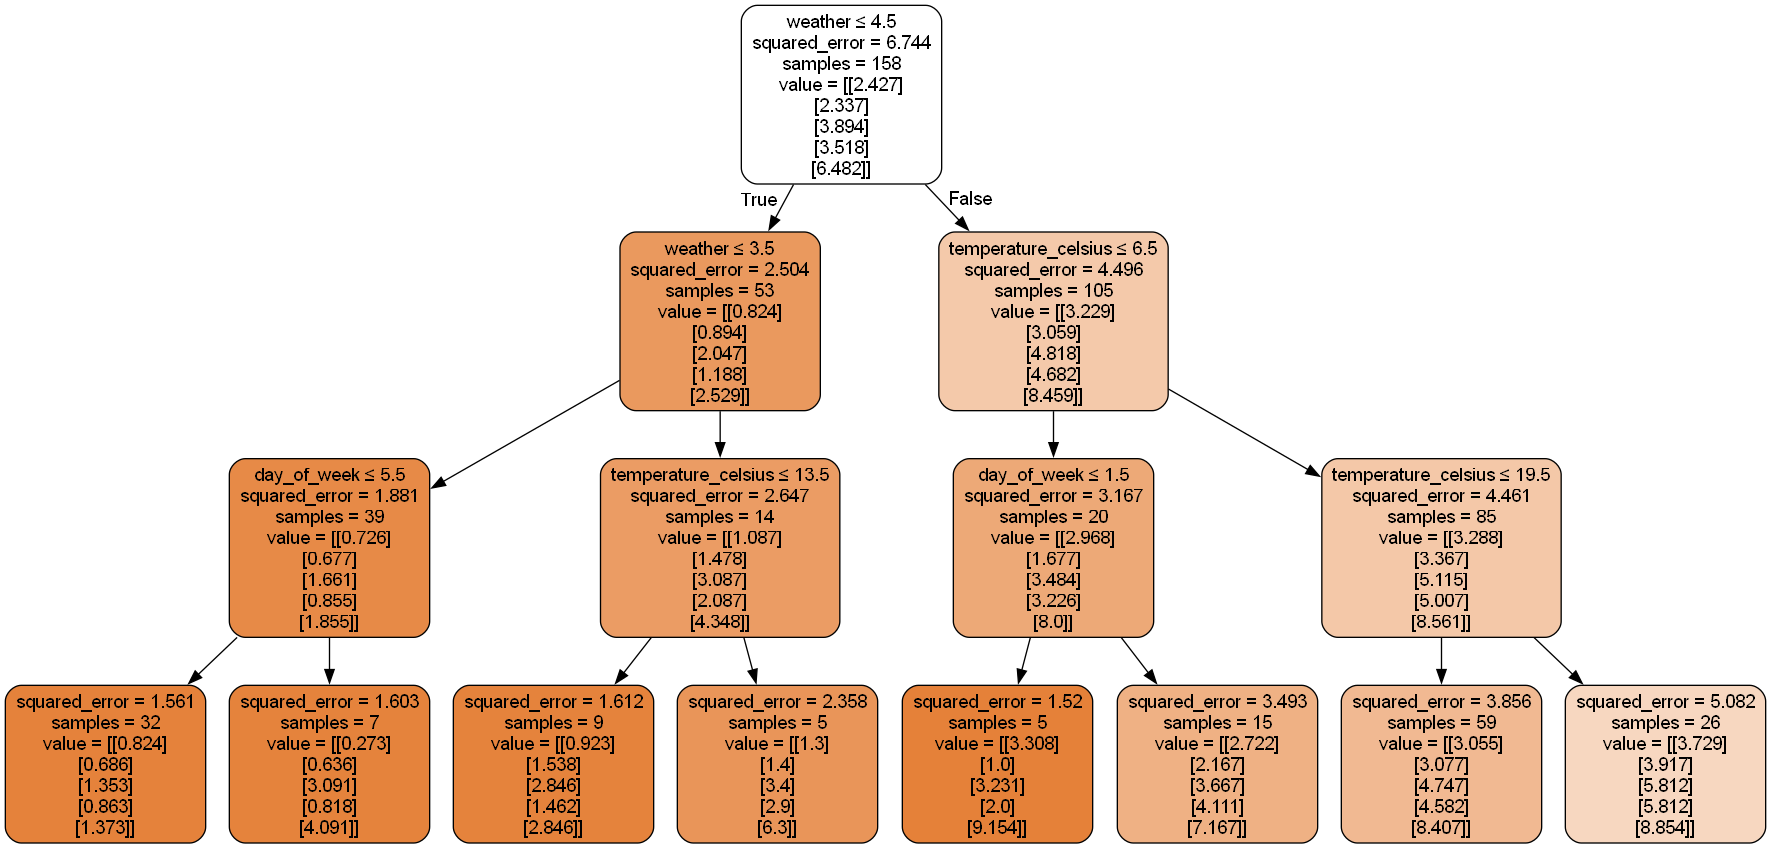 weather ≤ 4.5
squared_error = 6.744
samples = 158
value = [[2.427]
[2.337]
[3.894]
[3.518]
[6.482]]
True
False
weather ≤ 3.5
squared_error = 2.504
samples = 53
value = [[0.824]
[0.894]
[2.047]
[1.188]
[2.529]]
temperature_celsius ≤ 6.5
squared_error = 4.496
samples = 105
value = [[3.229]
[3.059]
[4.818]
[4.682]
[8.459]]
day_of_week ≤ 5.5
squared_error = 1.881
samples = 39
value = [[0.726]
[0.677]
[1.661]
[0.855]
[1.855]]
temperature_celsius ≤ 13.5
squared_error = 2.647
samples = 14
value = [[1.087]
[1.478]
[3.087]
[2.087]
[4.348]]
day_of_week ≤ 1.5
squared_error = 3.167
samples = 20
value = [[2.968]
[1.677]
[3.484]
[3.226]
[8.0]]
temperature_celsius ≤ 19.5
squared_error = 4.461
samples = 85
value = [[3.288]
[3.367]
[5.115]
[5.007]
[8.561]]
squared_error = 1.561
samples = 32
value = [[0.824]
[0.686]
[1.353]
[0.863]
[1.373]]
squared_error = 1.603
samples = 7
value = [[0.273]
[0.636]
[3.091]
[0.818]
[4.091]]
squared_error = 1.612
samples = 9
value = [[0.923]
[1.538]
[2.846]
[1.462]
[2.846]]
squared_error = 2.358
samples = 5
value = [[1.3]
[1.4]
[3.4]
[2.9]
[6.3]]
squared_error = 1.52
samples = 5
value = [[3.308]
[1.0]
[3.231]
[2.0]
[9.154]]
squared_error = 3.493
samples = 15
value = [[2.722]
[2.167]
[3.667]
[4.111]
[7.167]]
squared_error = 3.856
samples = 59
value = [[3.055]
[3.077]
[4.747]
[4.582]
[8.407]]
squared_error = 5.082
samples = 26
value = [[3.729]
[3.917]
[5.812]
[5.812]
[8.854]]